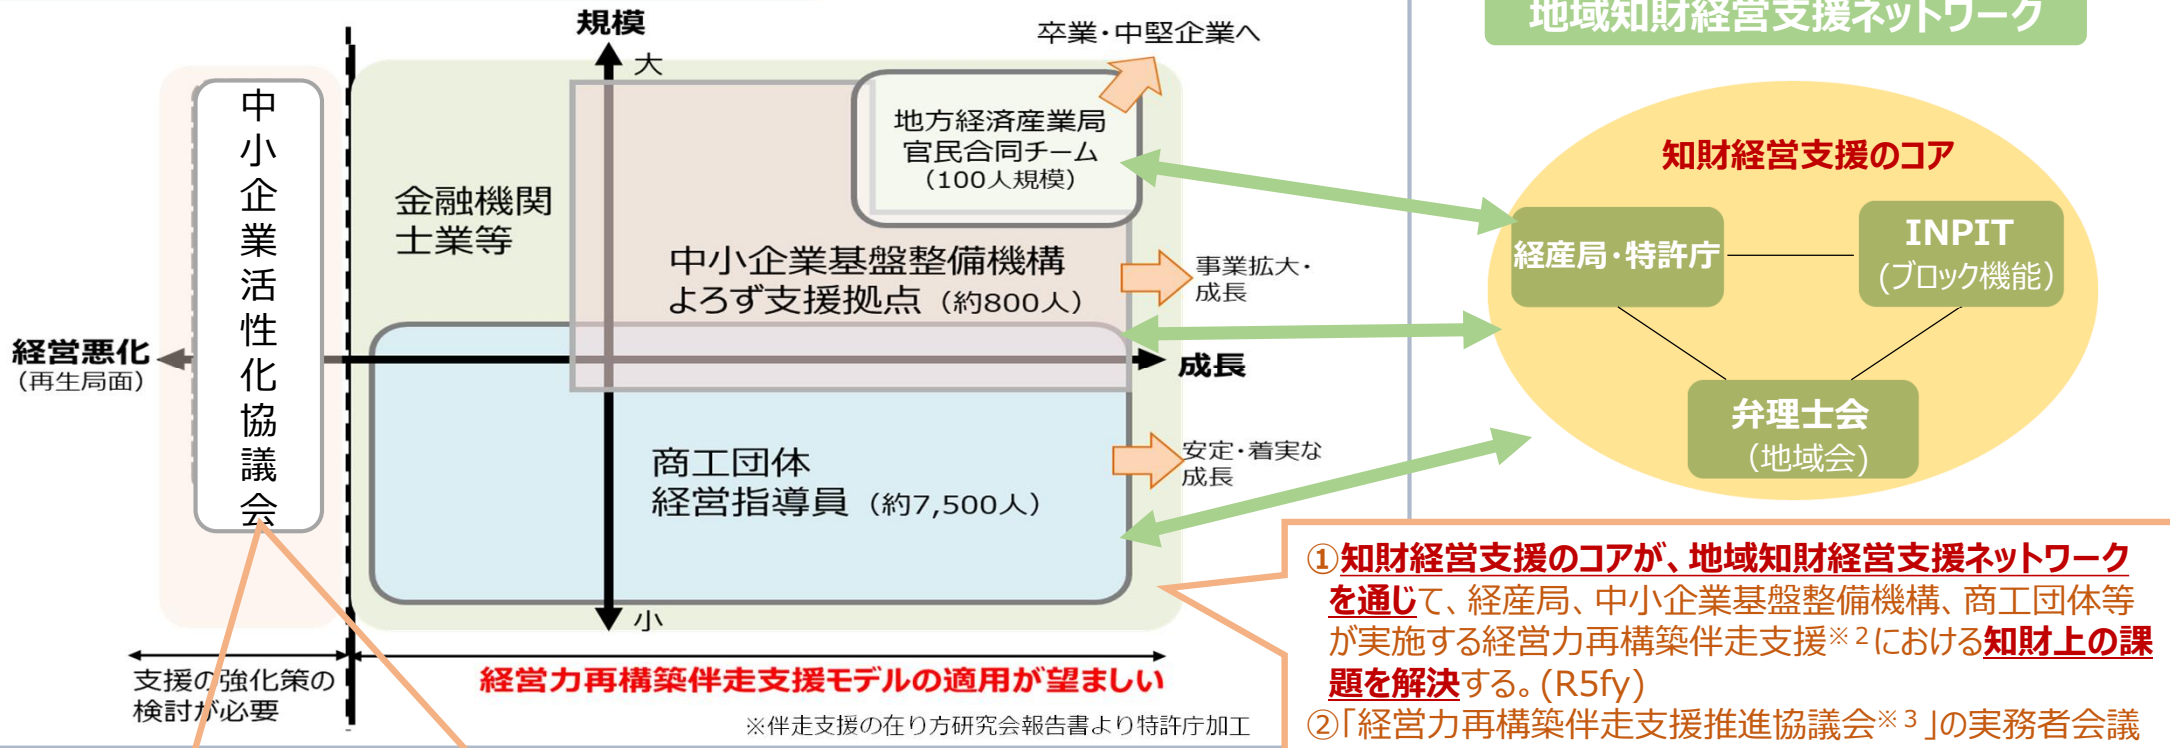 規模
大
卒業・中堅企業へ
地域知財経営支援ネットワーク
中小企業活性化協議会
地方経済産業局
官民合同チーム
(100人規模)
金融機関
士業等
中小企業基盤整備機構
よろず支援拠点（約800人）
事業拡大・
成長
経営悪化
(再生局面)
成長
商工団体
経営指導員（約7,500人）
安定・着実な
成長
小
支援の強化策の
検討が必要
経営力再構築伴走支援モデルの適用が望ましい
※伴走支援の在り方研究会報告書より特許庁加工
知財経営支援のコア
経産局・特許庁
INPIT
(ブロック機能)
弁理士会
(地域会)
①知財経営支援のコアが、地域知財経営支援ネットワーク
を通じて、経産局、中小企業基盤整備機構、商工団体等
が実施する経営力再構築伴走支援※2における知財上の課
題を解決する。(R5fy)
②｢経営力再構築伴走支援推進協議会※3｣の実務者会議